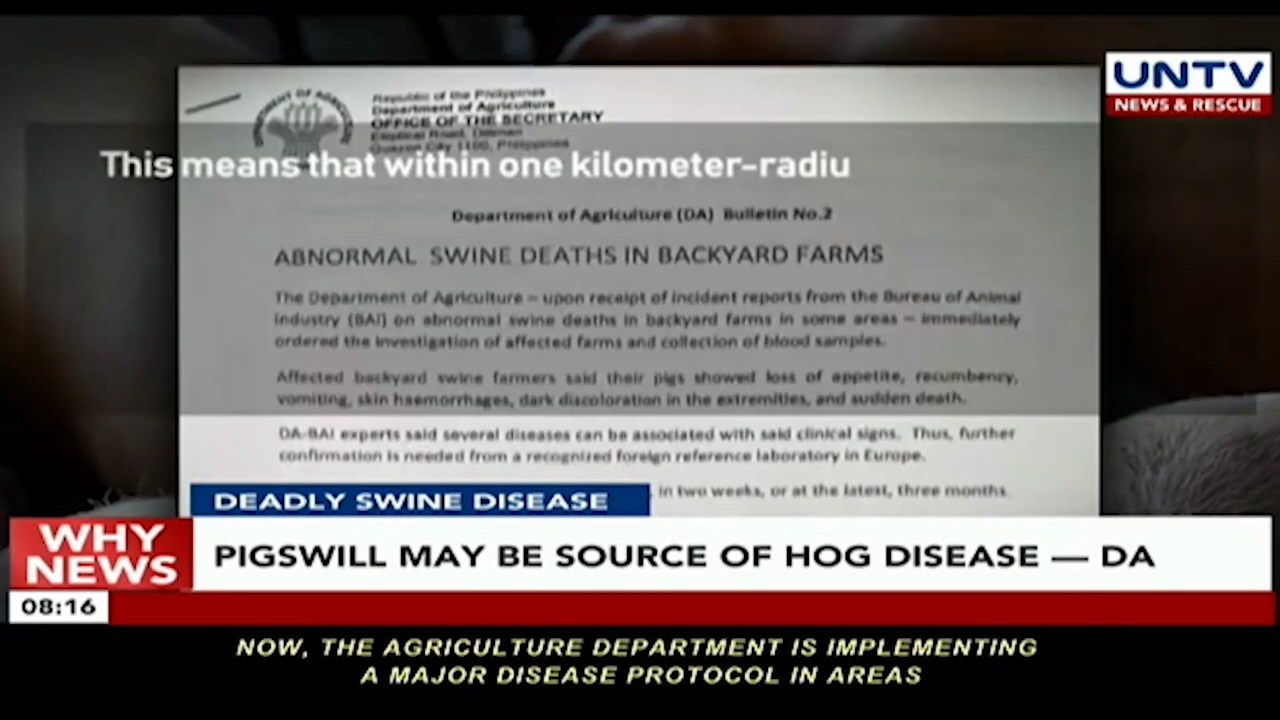 UNTV
NEWS & RESCUE
Republic of the Philippines
Department of Agriculture
OFFICE OF THE SECRETARY
Elliptical Road, Diliman
Quezon City 1100, Philippines
This means that within one kilometer-radiu
Department of Agriculture (DA) Bulletin No.2
ABNORMAL SWINE DEATHS IN BACKYARD FARMS
The Department of Agriculture – upon receipt of incident reports from the Bureau of Animal
Industry (BAI) on abnormal swine deaths in backyard farms in some areas – immediately
ordered the investigation of affected farms and collection of blood samples.
Affected backyard swine farmers said their pigs showed loss of appetite, recumbency,
vomiting, skin haemorrhages, dark discoloration in the extremities, and sudden death.
DA-BAI experts said several diseases can be associated with said clinical signs. Thus, further
confirmation is needed from a recognized foreign reference laboratory in Europe.
in two weeks, or at the latest, three months.
DEADLY SWINE DISEASE
WHY
NEWS
PIGSWILL MAY BE SOURCE OF HOG DISEASE — DA
08:16
NOW, THE AGRICULTURE DEPARTMENT IS IMPLEMENTING
A MAJOR DISEASE PROTOCOL IN AREAS